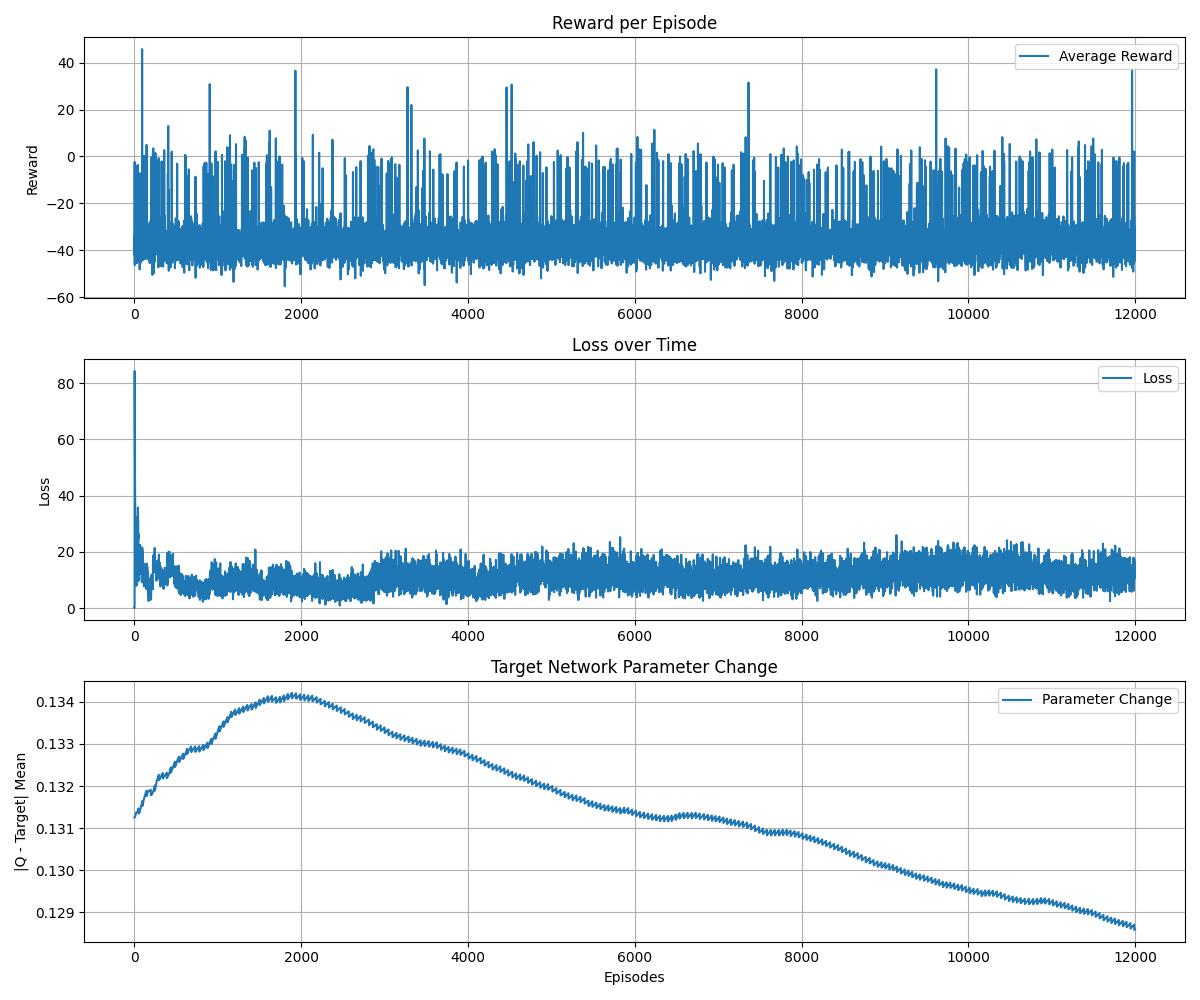 Reward per Episode
Average Reward
Reward
40
20
0
−20
−40
−60
0 2000 4000 6000 8000 10000 12000
Loss over Time
Loss
Loss
80
60
40
20
0
0 2000 4000 6000 8000 10000 12000
Target Network Parameter Change
Parameter Change
|Q - Target| Mean
0.134
0.133
0.132
0.131
0.130
0.129
0 2000 4000 6000 8000 10000 12000
Episodes